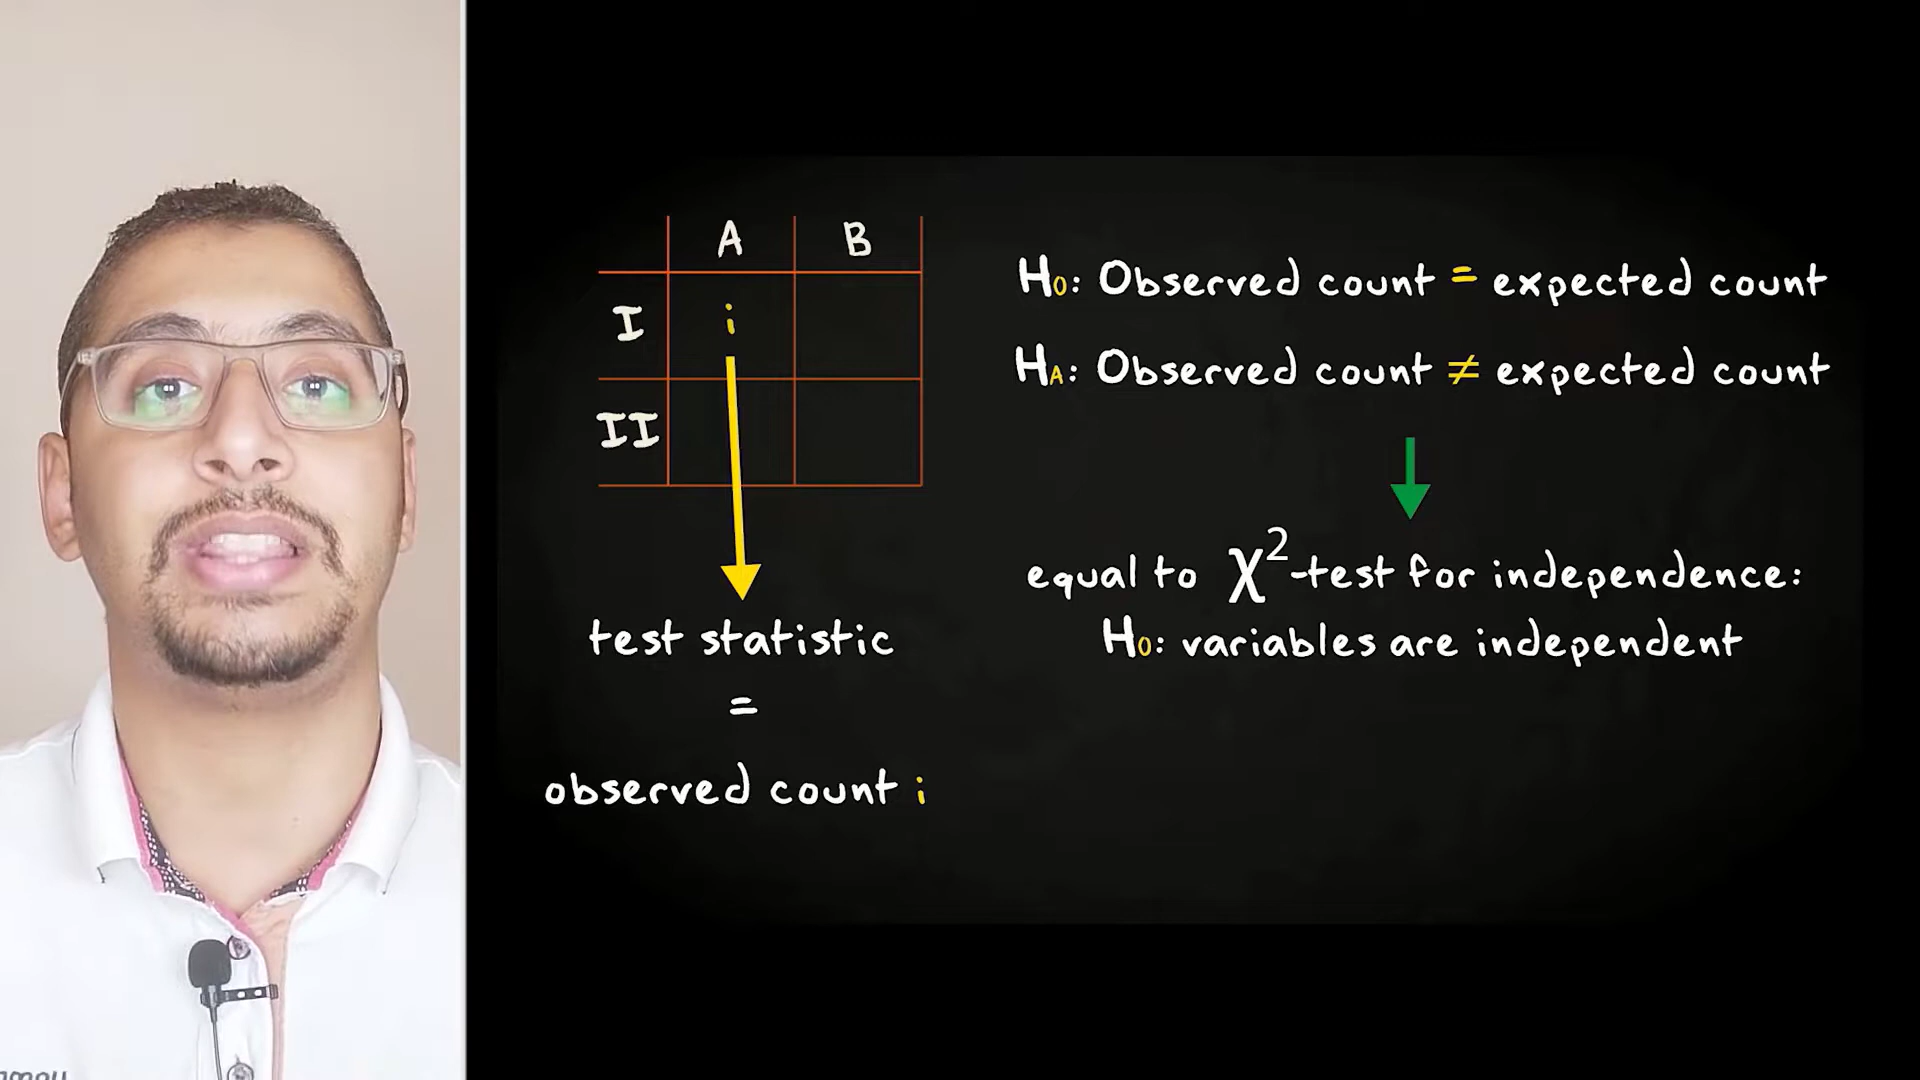 A B
I i
II
test statistic
=
observed count i
H0: Observed count = expected count
HA: Observed count ≠ expected count
equal to χ²-test for independence:
H0: variables are independent